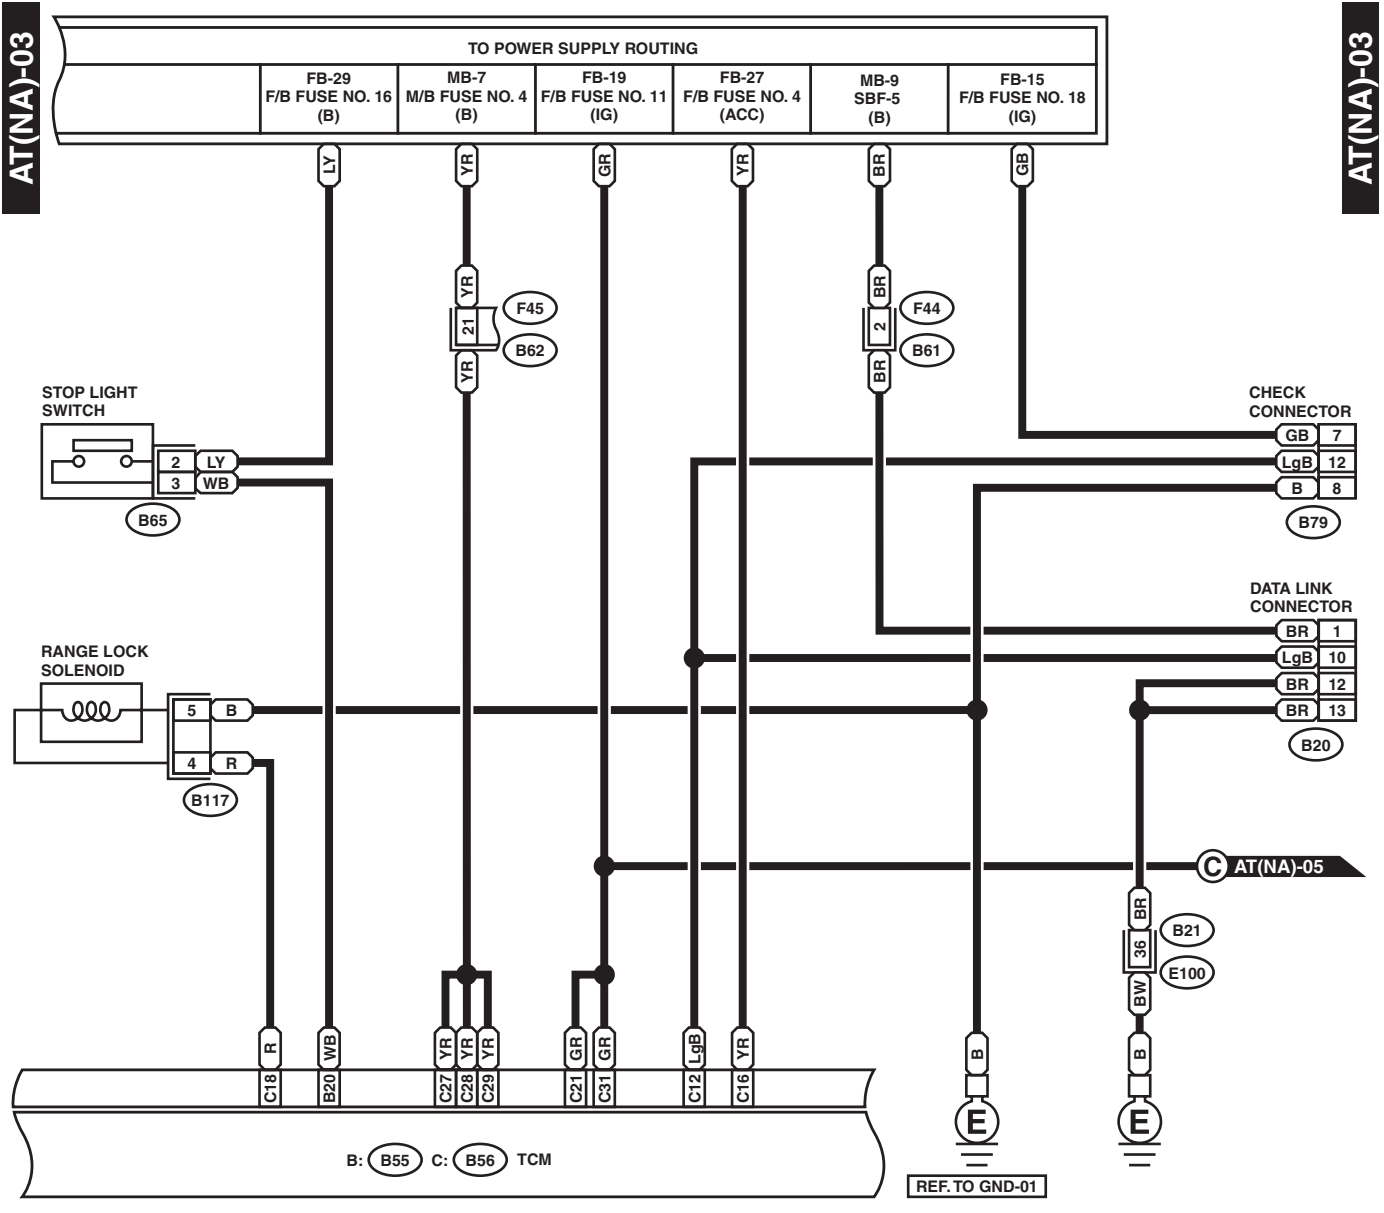 AT(NA)-03
AT(NA)-03
TO POWER SUPPLY ROUTING
FB-29
F/B FUSE NO. 16
(B)
MB-7
M/B FUSE NO. 4
(B)
FB-19
F/B FUSE NO. 11
(IG)
FB-27
F/B FUSE NO. 4
(ACC)
MB-9
SBF-5
(B)
FB-15
F/B FUSE NO. 18
(IG)
LY
YR
GR
YR
BR
GB
YR
21
YR
F45
B62
BR
2
BR
F44
B61
STOP LIGHT
SWITCH
2 LY
3 WB
B65
CHECK
CONNECTOR
GB 7
LgB 12
B 8
B79
DATA LINK
CONNECTOR
BR 1
LgB 10
BR 12
BR 13
B20
RANGE LOCK
SOLENOID
5 B
4 R
B117
C AT(NA)-05
BR
36
BW
B21
E100
R
WB
YR
YR
YR
GR
GR
LgB
YR
B
B
C18
B20
C27
C28
C29
C21
C31
C12
C16
E
E
B: B55 C: B56 TCM
REF. TO GND-01